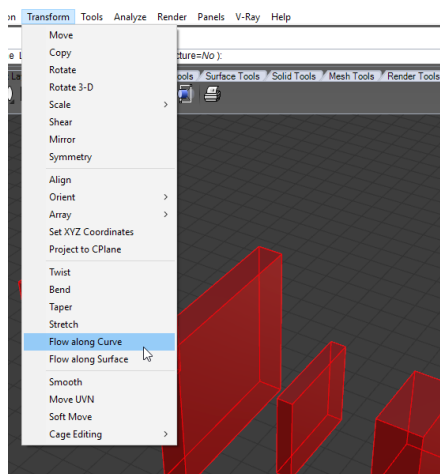 on Transform Tools Analyze Render Panels V-Ray Help
Move
Copy
Rotate
Rotate 3-D
Scale
Shear
Mirror
Symmetry
Align
Orient
Array
Set XYZ Coordinates
Project to CPlane
Twist
Bend
Taper
Stretch
Flow along Curve
Flow along Surface
Smooth
Move UVN
Soft Move
Cage Editing
cture=No ):
ools Surface Tools Solid Tools Mesh Tools Render Tools